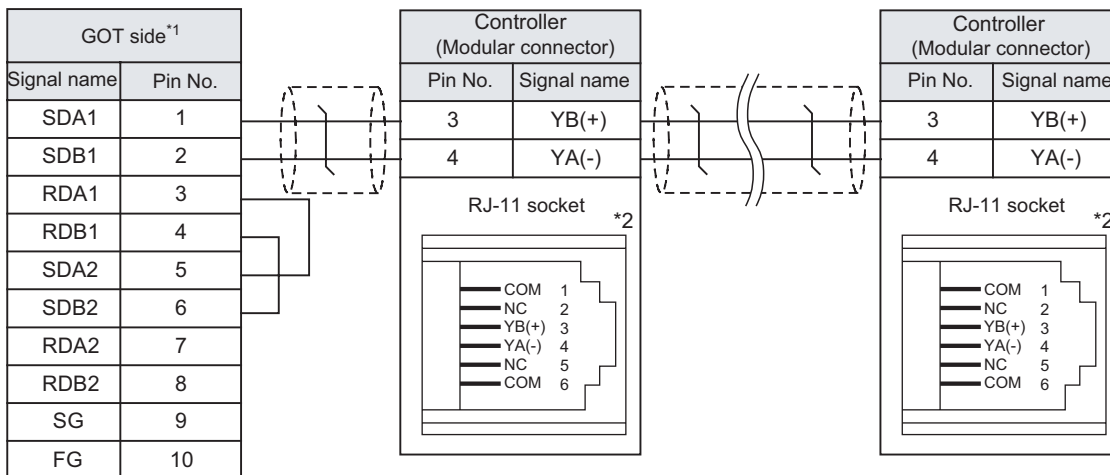 GOT side*1
Signal name Pin No.
SDA1 1
SDB1 2
RDA1 3
RDB1 4
SDA2 5
SDB2 6
RDA2 7
RDB2 8
SG 9
FG 10
Controller
(Modular connector)
Pin No. Signal name
3 YB(+)
4 YA(-)
RJ-11 socket
*2
COM 1
NC 2
YB(+) 3
YA(-) 4
NC 5
COM 6
Controller
(Modular connector)
Pin No. Signal name
3 YB(+)
4 YA(-)
RJ-11 socket
*2
COM 1
NC 2
YB(+) 3
YA(-) 4
NC 5
COM 6